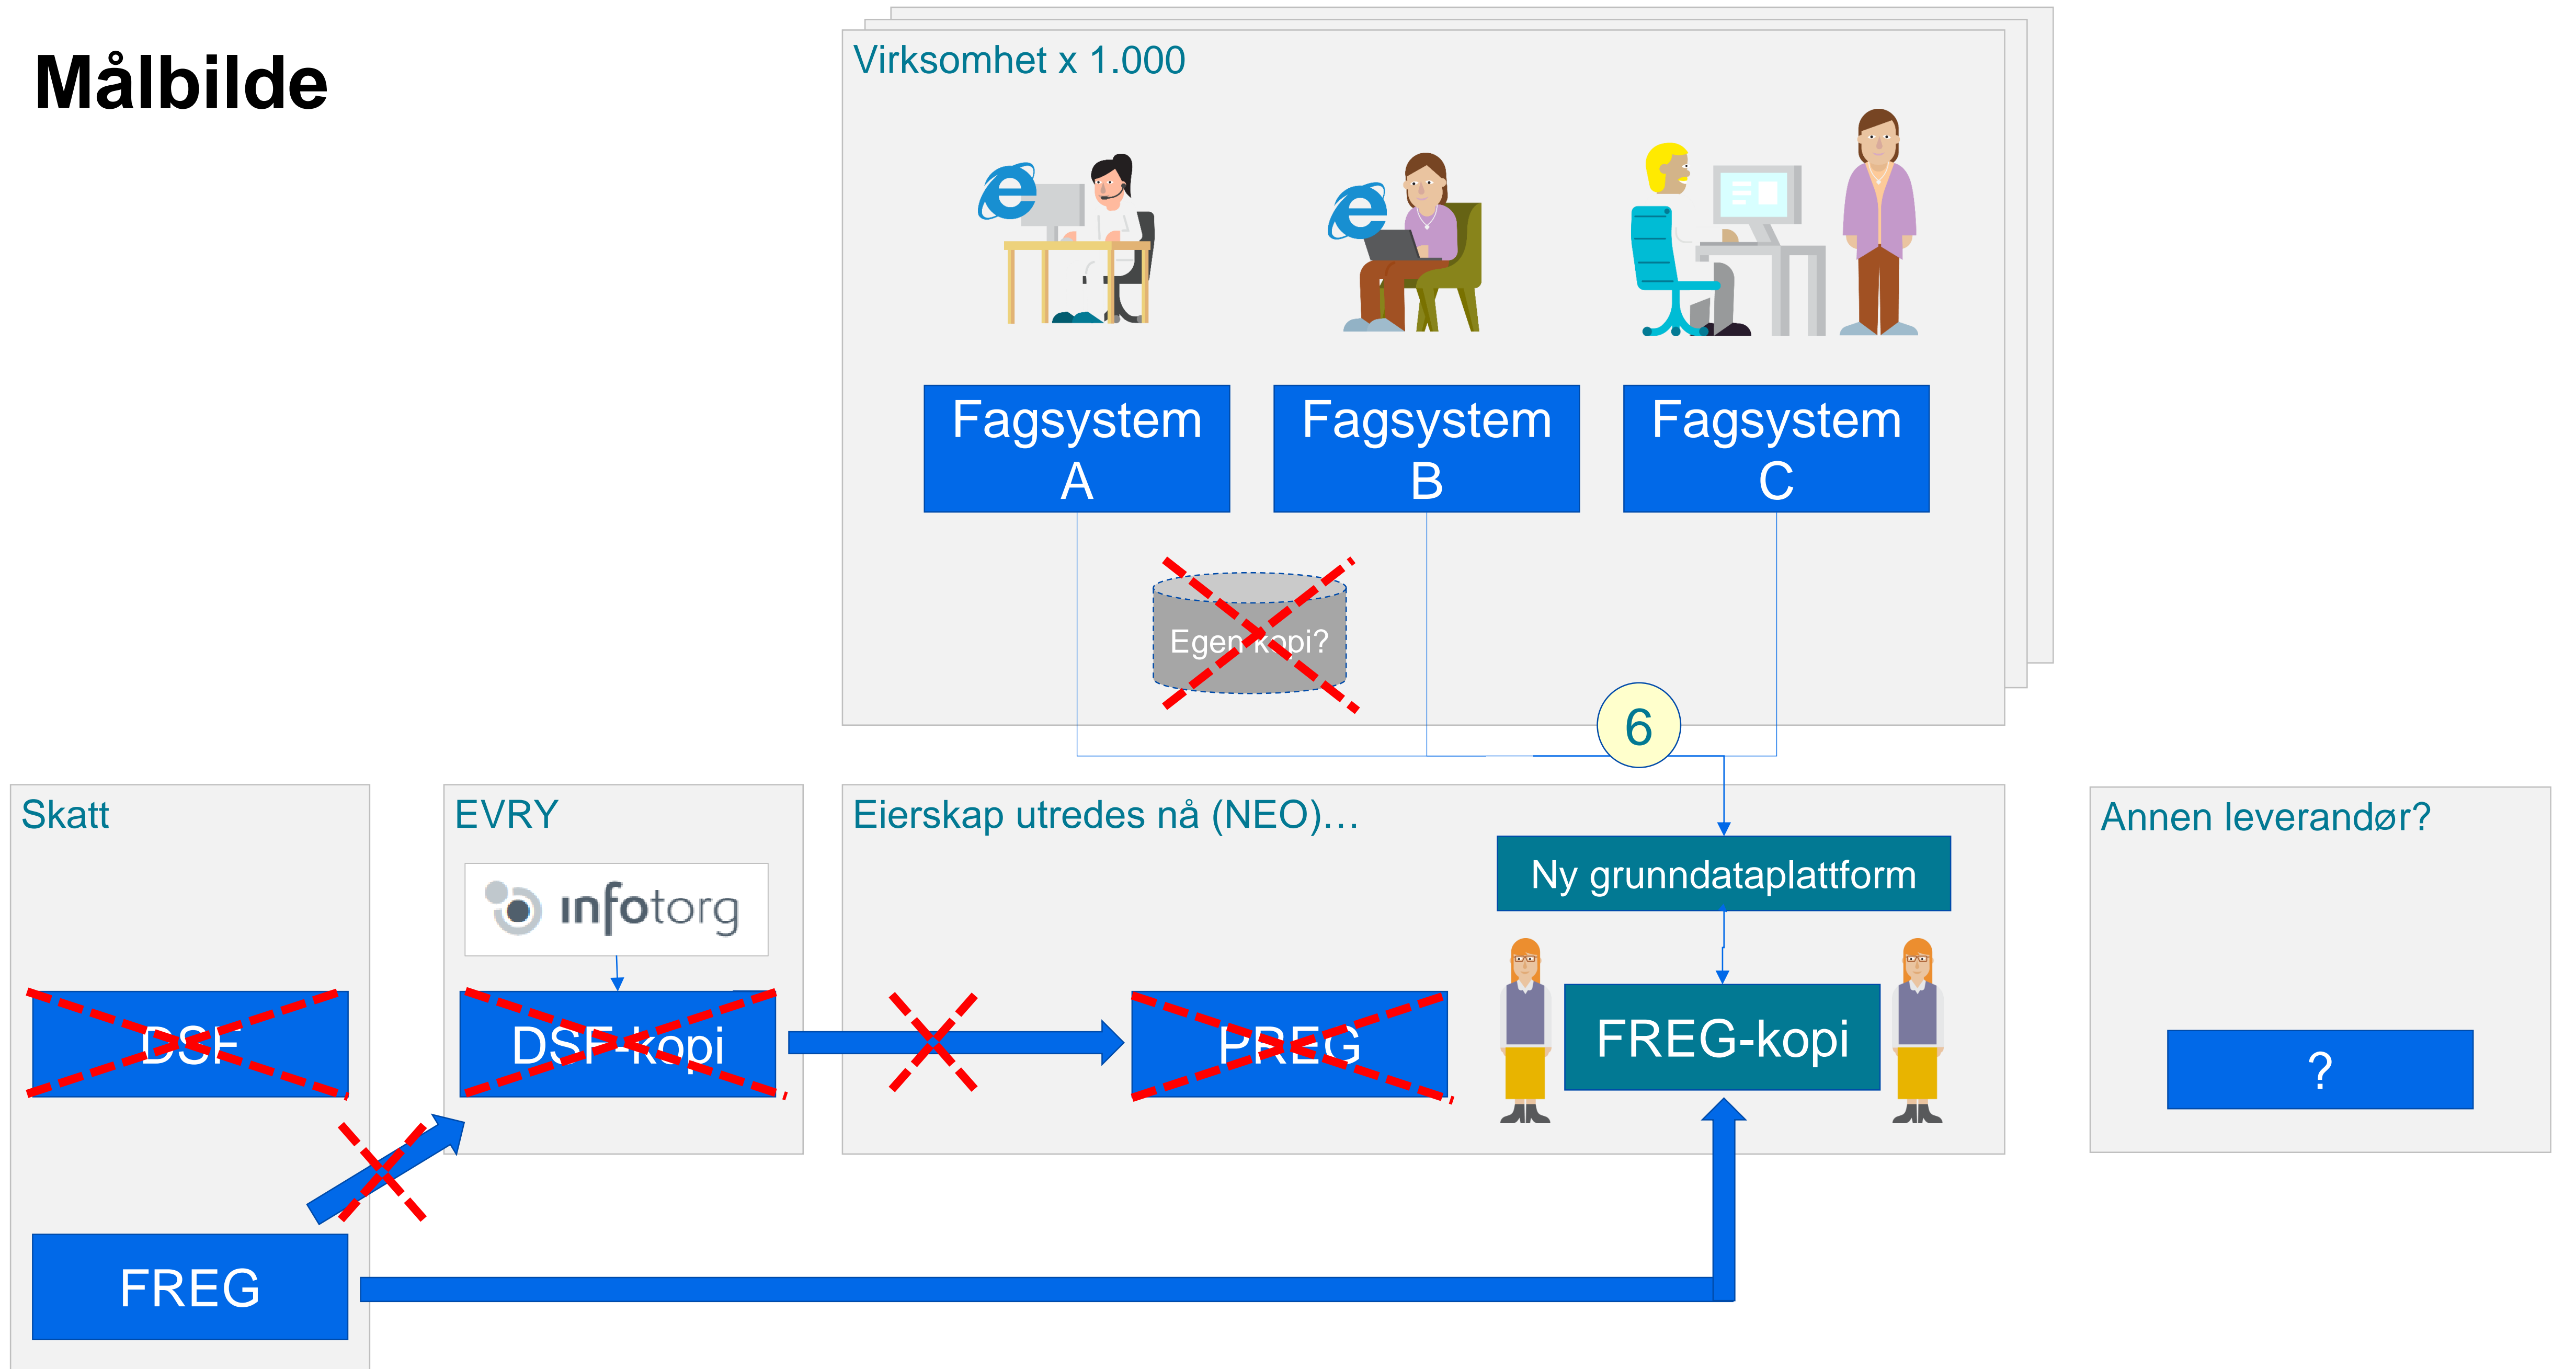 Målbilde
Virksomhet x 1.000
Fagsystem
A
Fagsystem
B
Fagsystem
C
Egen kopi?
6
Skatt
EVRY
Eierskap utredes nå (NEO)…
Annen leverandør?
infotorg
Ny grunndataplattform
DSF
DSF-kopi
PREG
FREG-kopi
?
FREG